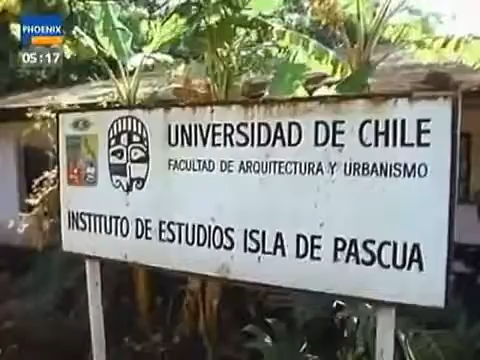 PHOENIX
05:17
UNIVERSIDAD DE CHILE
FACULTAD DE ARQUITECTURA Y URBANISMO
INSTITUTO DE ESTUDIOS ISLA DE PASCUA